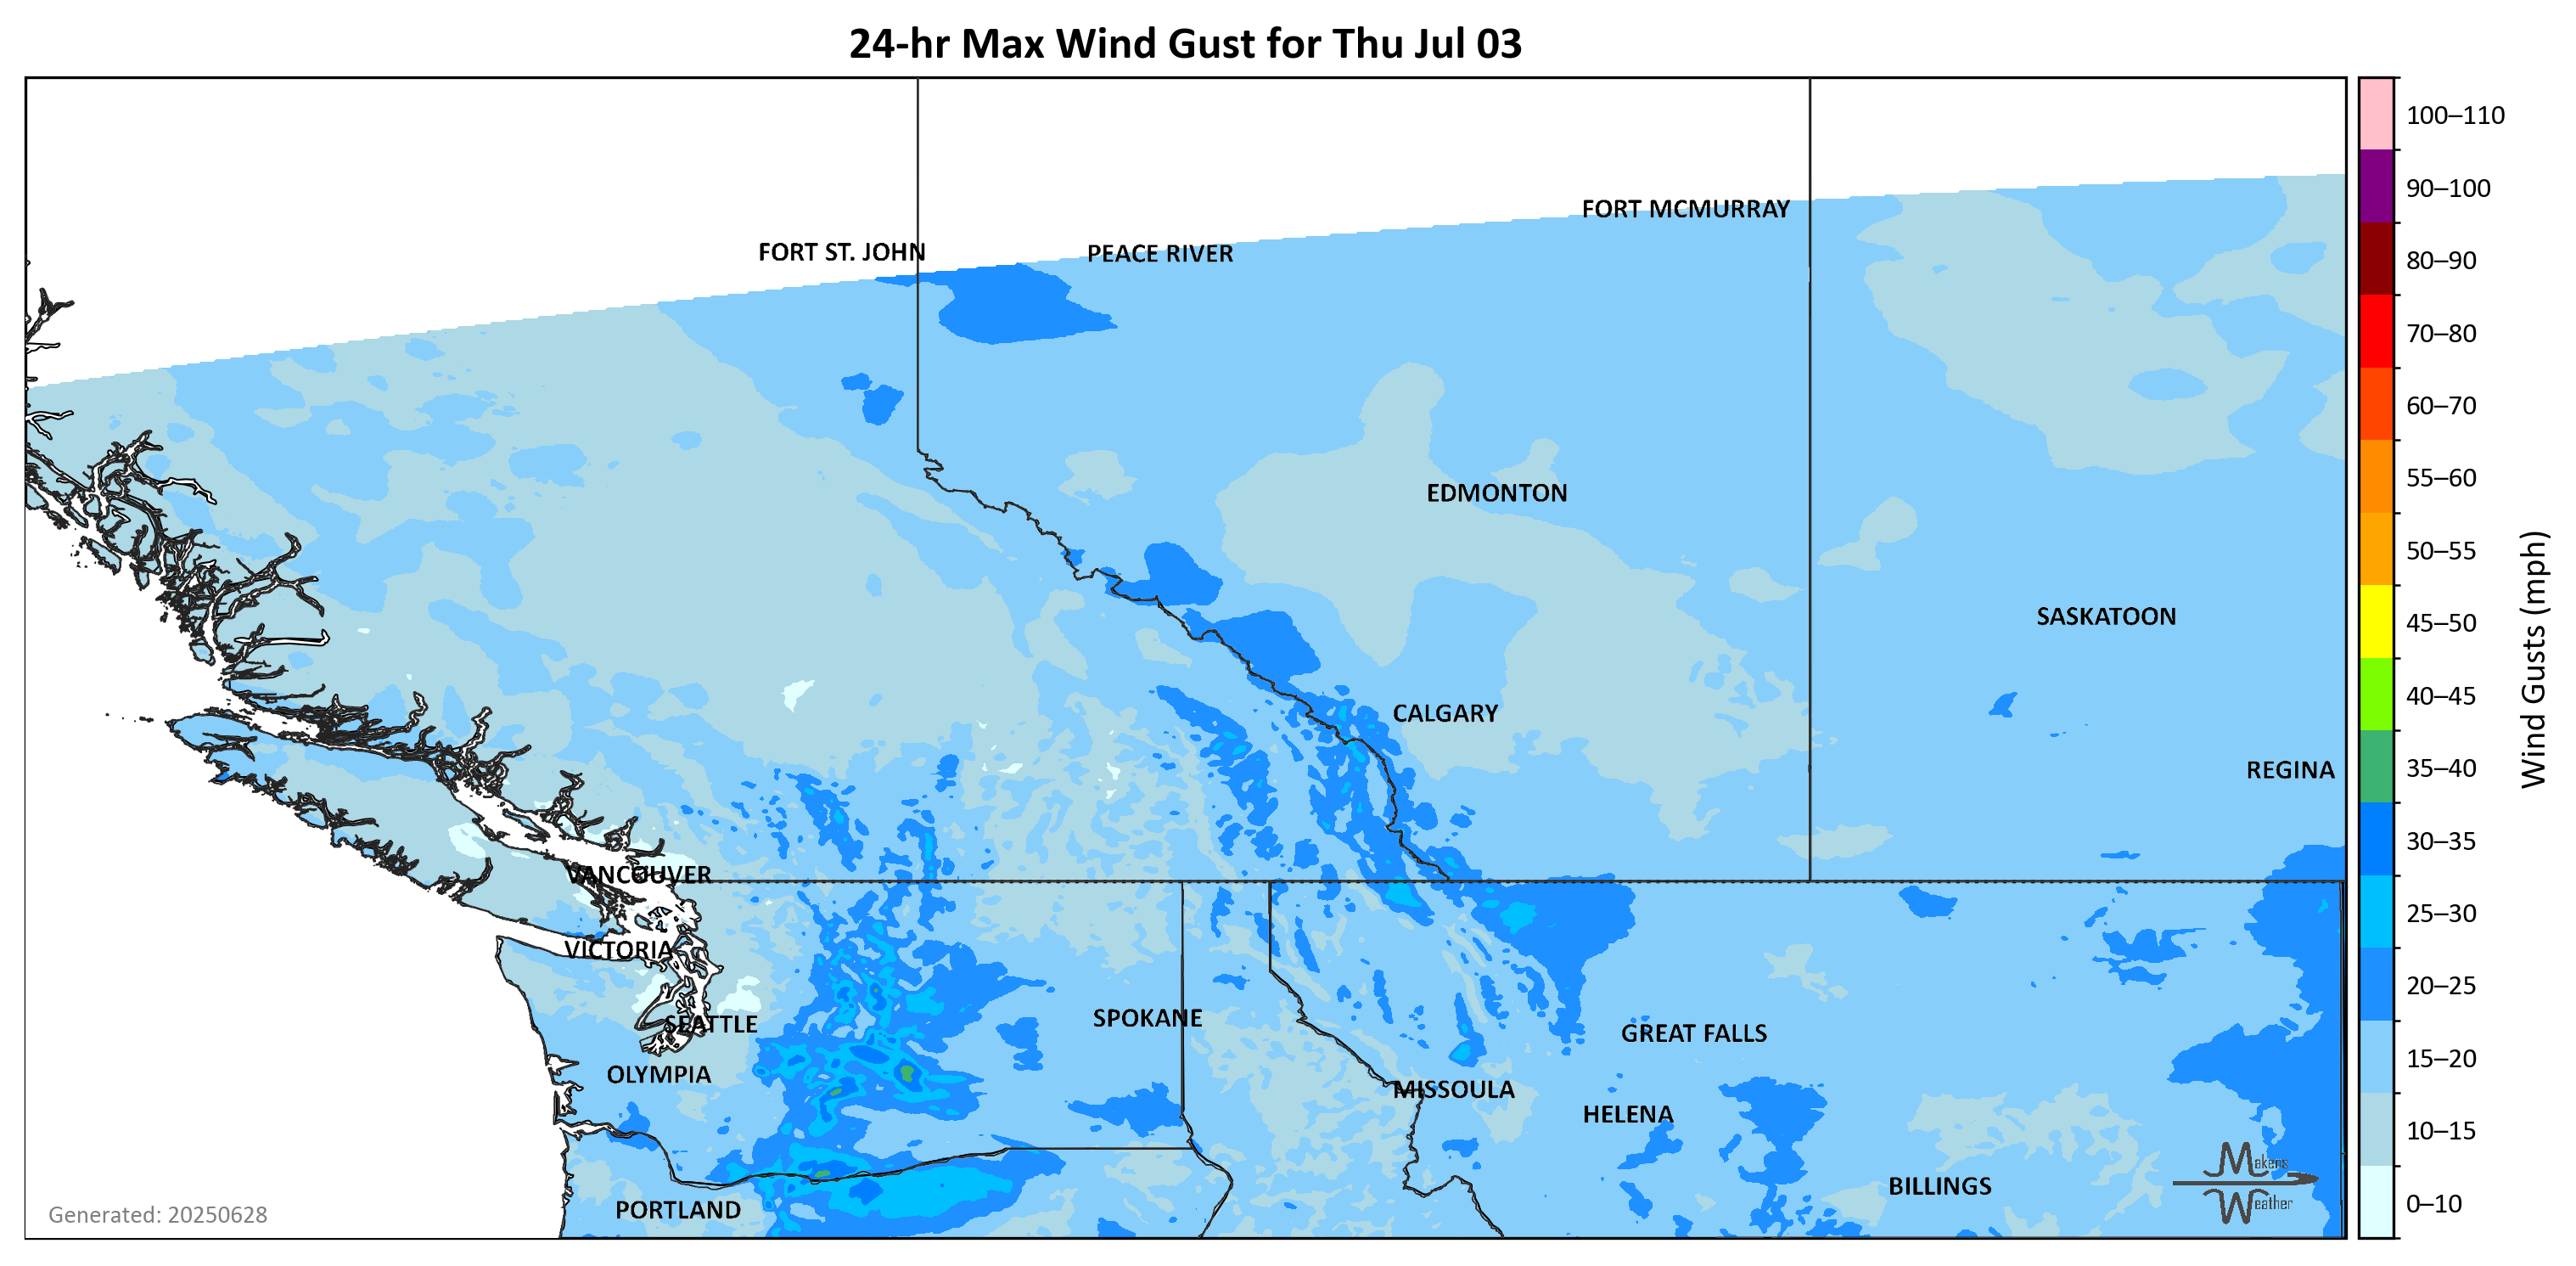 24-hr Max Wind Gust for Thu Jul 03
100–110
90–100
80–90
70–80
60–70
55–60
50–55
45–50
40–45
35–40
30–35
25–30
20–25
15–20
10–15
0–10
Wind Gusts (mph)
FORT MCMURRAY
FORT ST. JOHN
PEACE RIVER
EDMONTON
SASKATOON
CALGARY
REGINA
VANCOUVER
VICTORIA
SEATTLE
SPOKANE
GREAT FALLS
OLYMPIA
MISSOULA
HELENA
BILLINGS
PORTLAND
Makers
Weather
Generated: 20250628